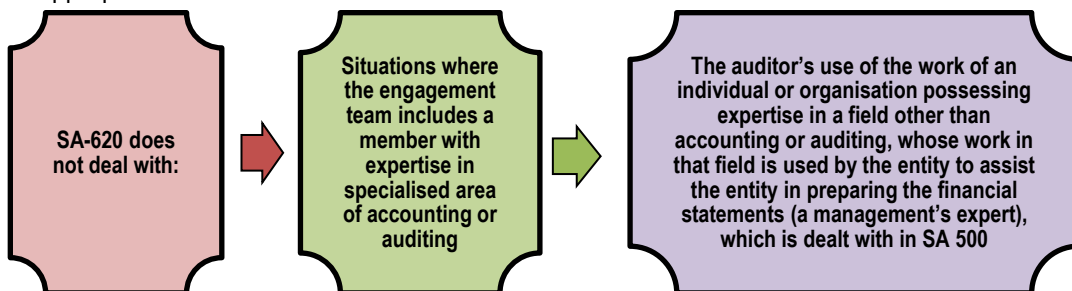 SA-620 does
not deal with:
Situations where
the engagement
team includes a
member with
expertise in
specialised area
of accounting or
auditing
The auditor's use of the work of an
individual or organisation possessing
expertise in a field other than
accounting or auditing, whose work in
that field is used by the entity to assist
the entity in preparing the financial
statements (a management's expert),
which is dealt with in SA 500